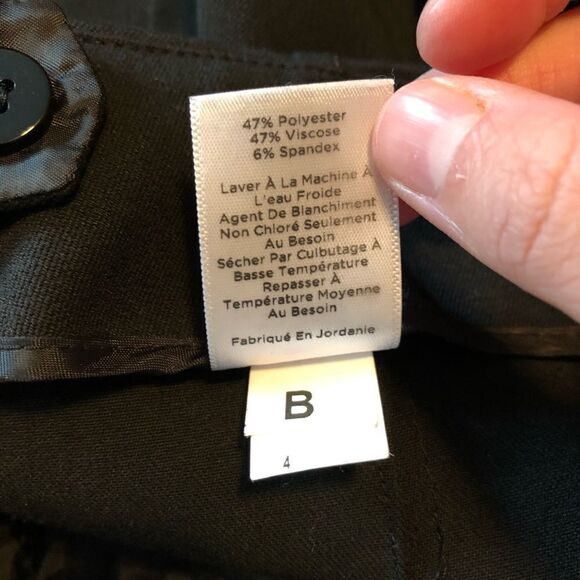 47% Polyester
47% Viscose
6% Spandex
Laver À La Machine À
L'eau Froide
Agent De Blanchiment
Non Chloré Seulement
Au Besoin
Sécher Par Culbutage À
Basse Température
Repasser À
Température Moyenne
Au Besoin
Fabriqué En Jordanie
B
4